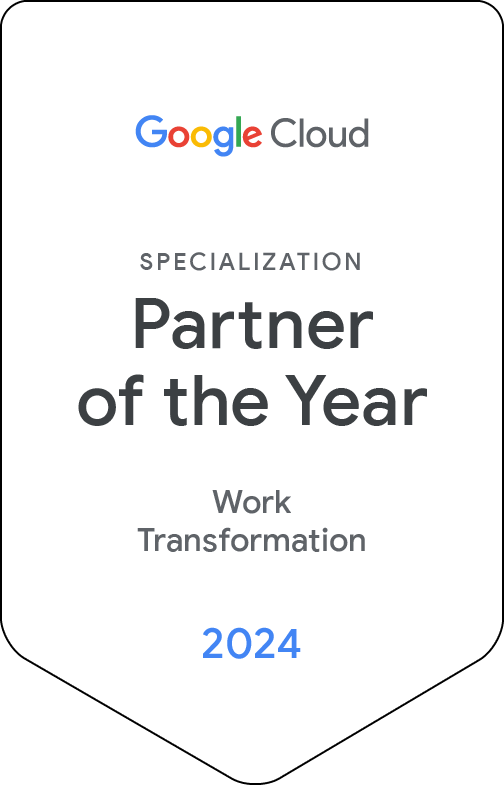 Google Cloud
SPECIALIZATION
Partner
of the Year
Work
Transformation
2024